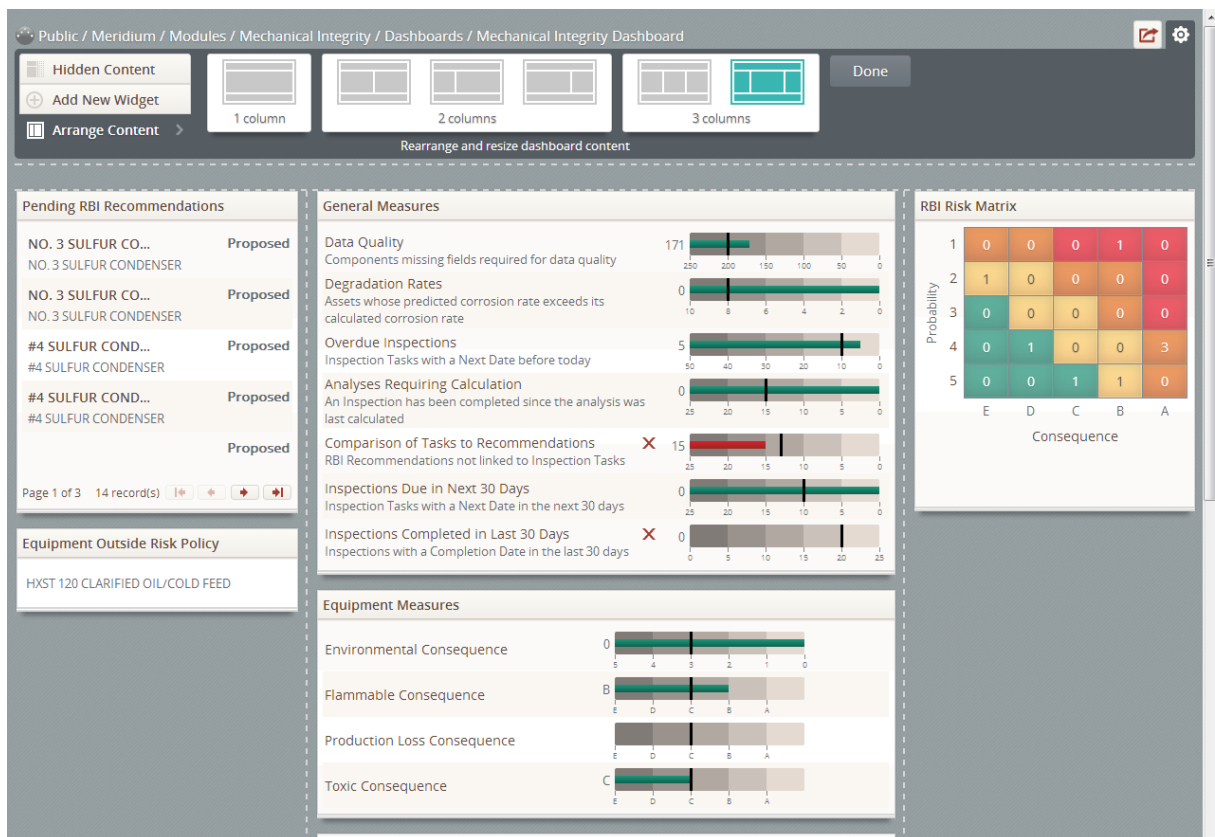 Public / Meridium / Modules / Mechanical Integrity / Dashboards / Mechanical Integrity Dashboard
Hidden Content
Add New Widget
Arrange Content
1 column
2 columns
3 columns
Done
Rearrange and resize dashboard content
Pending RBI Recommendations
NO. 3 SULFUR CO... Proposed
NO. 3 SULFUR CONDENSER
NO. 3 SULFUR CO... Proposed
NO. 3 SULFUR CONDENSER
#4 SULFUR COND... Proposed
#4 SULFUR CONDENSER
#4 SULFUR COND... Proposed
#4 SULFUR CONDENSER
Proposed
Page 1 of 3 14 record(s)
Equipment Outside Risk Policy
HXST 120 CLARIFIED OIL/COLD FEED
General Measures
Data Quality 171
Components missing fields required for data quality
250 200 150 100 50 0
Degradation Rates 0
Assets whose predicted corrosion rate exceeds its
calculated corrosion rate
10 8 6 4 2 0
Overdue Inspections 5
Inspection Tasks with a Next Date before today
50 40 30 20 10 0
Analyses Requiring Calculation 0
An Inspection has been completed since the analysis was
last calculated
25 20 15 10 5 0
Comparison of Tasks to Recommendations 15
RBI Recommendations not linked to Inspection Tasks
25 20 15 10 5 0
Inspections Due in Next 30 Days 0
Inspection Tasks with a Next Date in the next 30 days
25 20 15 10 5 0
Inspections Completed in Last 30 Days 0
Inspections with a Completion Date in the last 30 days
0 5 10 15 20 25
Equipment Measures
Environmental Consequence 0
5 4 3 2 1 0
Flammable Consequence B
E D C B A
Production Loss Consequence
E D C B A
Toxic Consequence C
E D C B A
RBI Risk Matrix
Probability
1 0 0 0 1 0
2 1 0 0 0 0
3 0 0 0 0 0
4 0 1 0 0 3
5 0 0 1 1 0
E D C B A
Consequence